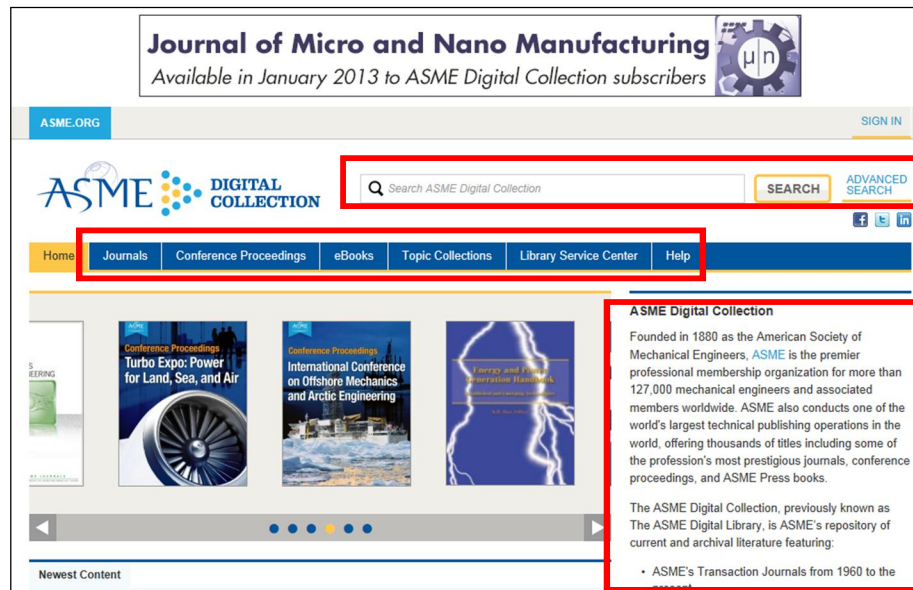 Journal of Micro and Nano Manufacturing
Available in January 2013 to ASME Digital Collection subscribers
μ|n
ASME.ORG
SIGN IN
ASME DIGITAL COLLECTION
Search ASME Digital Collection
SEARCH
ADVANCED SEARCH
f t in
Home Journals Conference Proceedings eBooks Topic Collections Library Service Center Help
ASME
Conference Proceedings
Turbo Expo: Power
for Land, Sea, and Air
ASME
Conference Proceedings
International Conference
on Offshore Mechanics
and Arctic Engineering
Energy and Power
Generation Handbook
ASME Digital Collection
Founded in 1880 as the American Society of
Mechanical Engineers, ASME is the premier
professional membership organization for more than
127,000 mechanical engineers and associated
members worldwide. ASME also conducts one of the
world's largest technical publishing operations in the
world, offering thousands of titles including some of
the profession's most prestigious journals, conference
proceedings, and ASME Press books.
The ASME Digital Collection, previously known as
The ASME Digital Library, is ASME's repository of
current and archival literature featuring:
• ASME's Transaction Journals from 1960 to the
present
Newest Content